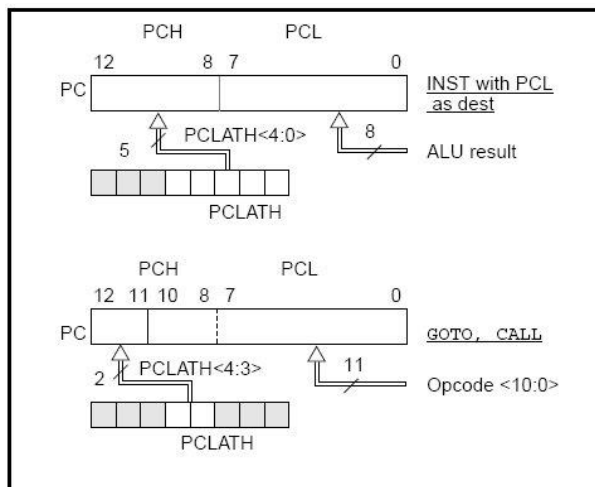 PCH PCL
12 8 7 0
PC
INST with PCL
as dest
PCLATH<4:0>
5
8
ALU result
PCLATH
PCH PCL
12 11 10 8 7 0
PC
GOTO, CALL
PCLATH<4:3>
2
11
Opcode <10:0>
PCLATH